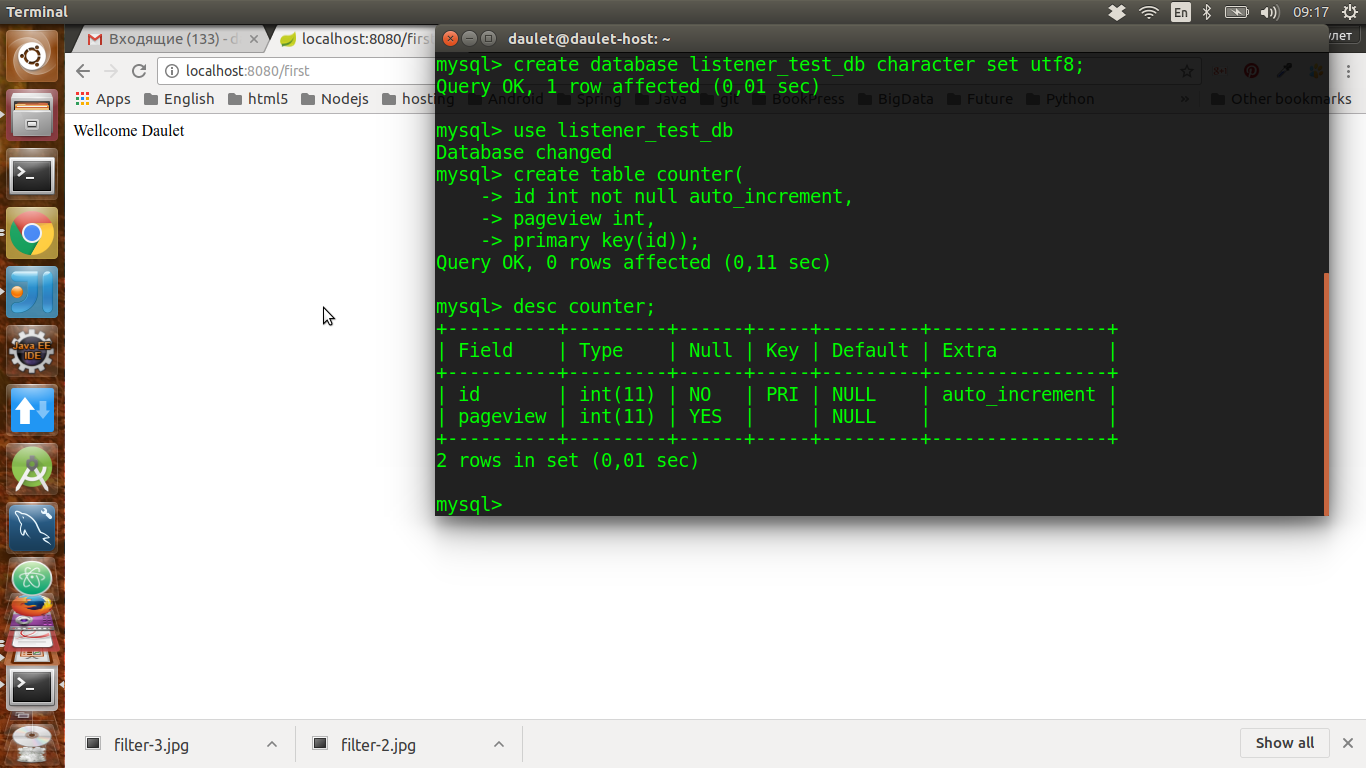 Terminal
En
09:17
Входящие (133) - d
localhost:8080/firs
daulet@daulet-host: ~
улет
localhost:8080/first
Apps
English
html5
Nodejs
hosting
Android
Spring
Java
git
BookPress
BigData
Future
Python
»
Other bookmarks
Wellcome Daulet
mysql> create database listener_test_db character set utf8;
Query OK, 1 row affected (0,01 sec)
mysql> use listener_test_db
Database changed
mysql> create table counter(
-> id int not null auto_increment,
-> pageview int,
-> primary key(id));
Query OK, 0 rows affected (0,11 sec)
mysql> desc counter;
+----------+---------+------+-----+---------+----------------+
| Field    | Type    | Null | Key | Default | Extra          |
+----------+---------+------+-----+---------+----------------+
| id       | int(11) | NO   | PRI | NULL    | auto_increment |
| pageview | int(11) | YES  |     | NULL    |                |
+----------+---------+------+-----+---------+----------------+
2 rows in set (0,01 sec)
mysql>
Java EE
IDE
filter-3.jpg
filter-2.jpg
Show all